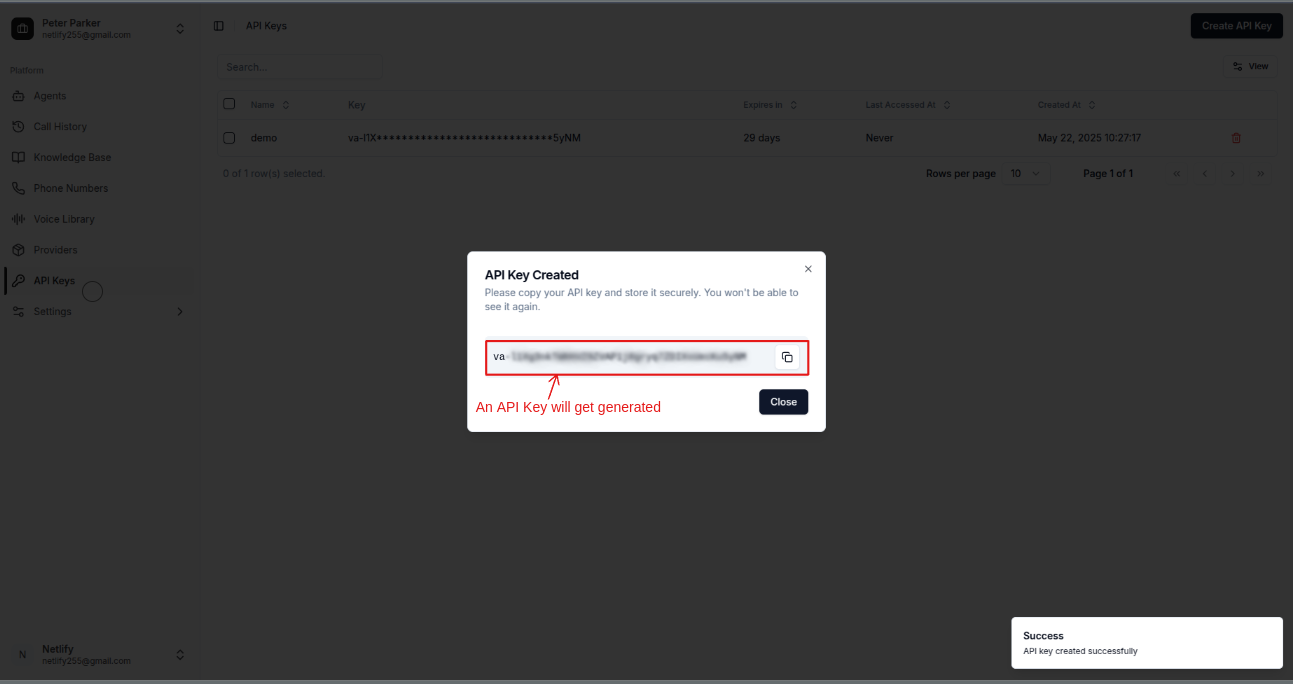 Peter Parker
netlify255@gmail.com
API Keys
Create API Key
Platform
Search...
View
Agents
Call History
Knowledge Base
Phone Numbers
Voice Library
Providers
API Keys
Settings
Name Key Expires in Last Accessed At Created At
demo va-l1X****************************5yNM 29 days Never May 22, 2025 10:27:17
0 of 1 row(s) selected.
Rows per page 10 Page 1 of 1
API Key Created
Please copy your API key and store it securely. You won't be able to
see it again.
va-
An API Key will get generated
Close
N
Netlify
netlify255@gmail.com
Success
API key created successfully